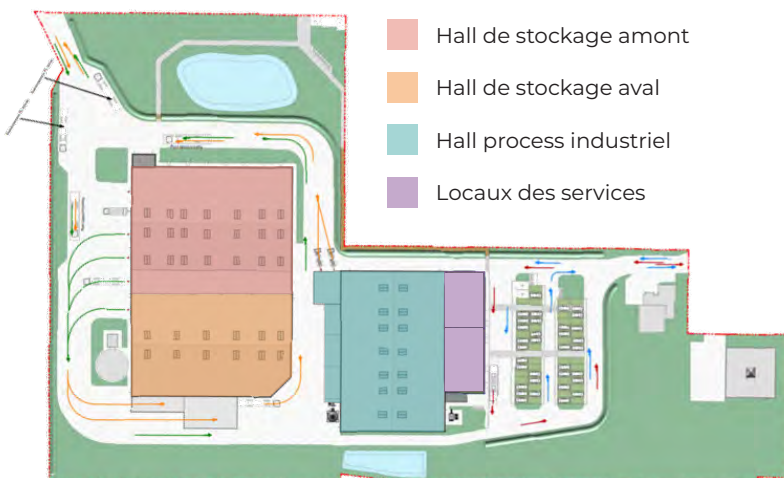 Hall de stockage amont
Hall de stockage aval
Hall process industriel
Locaux des services